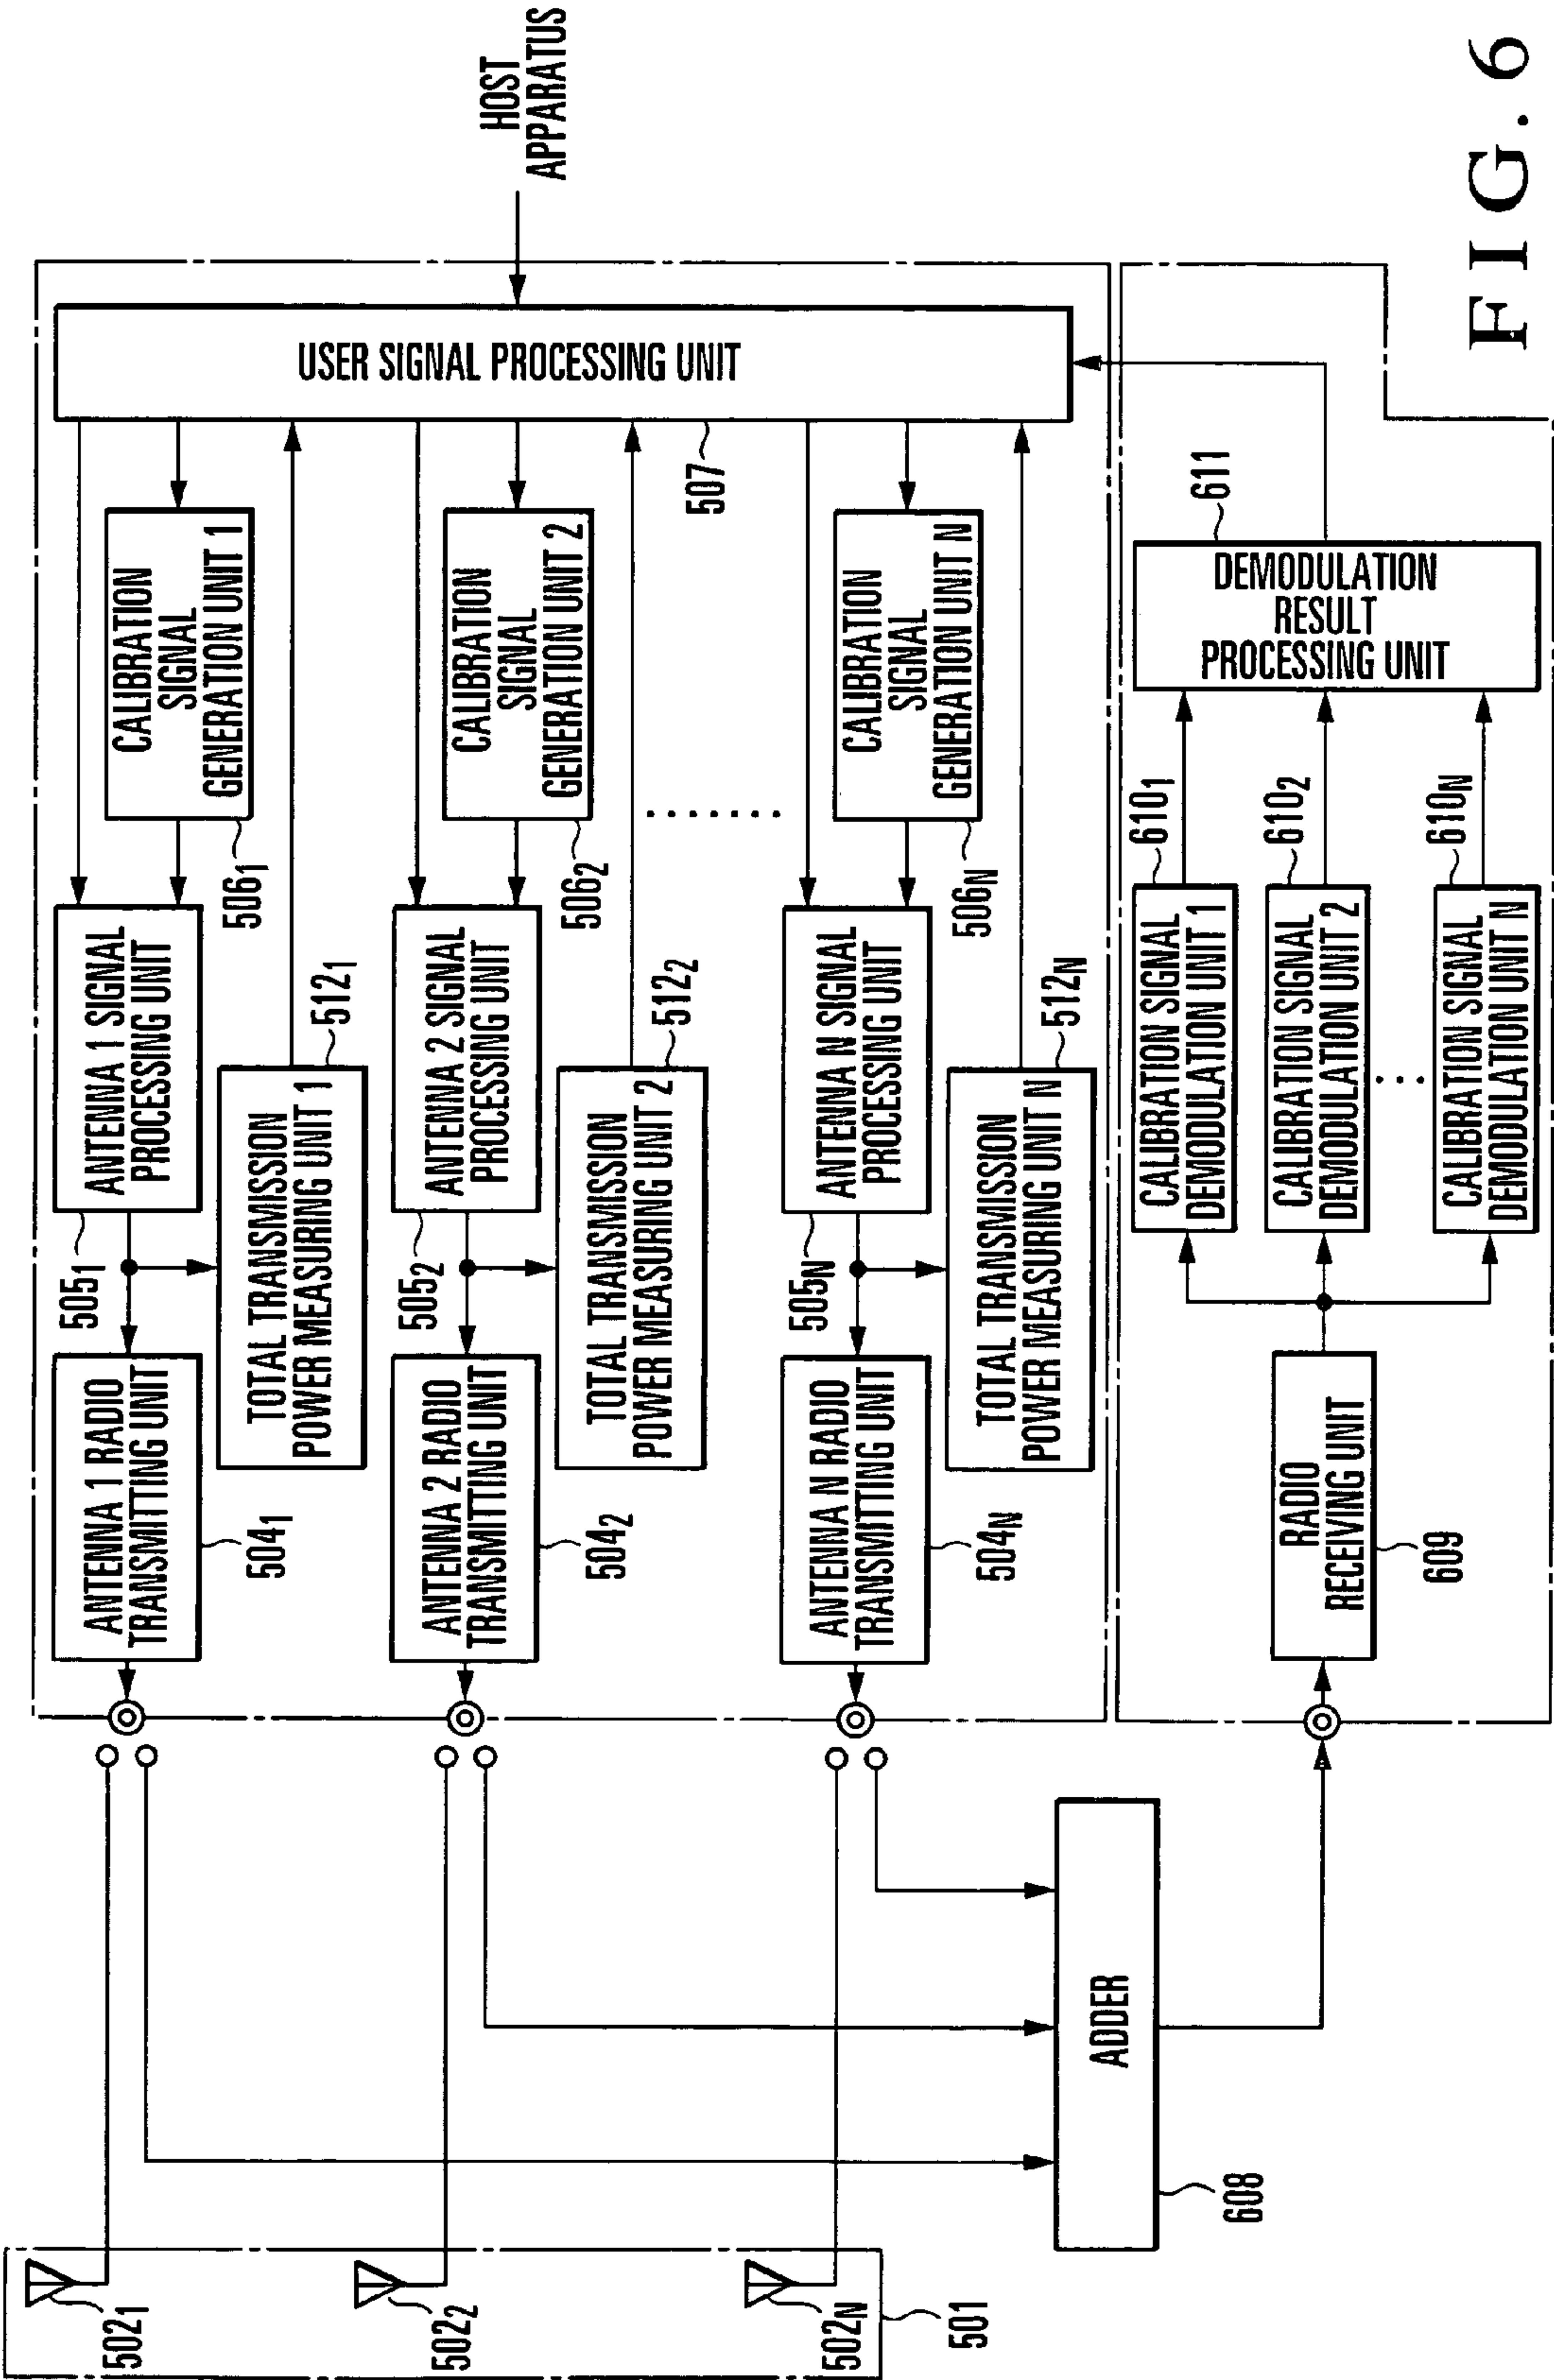 HOST
APPARATUS
USER SIGNAL PROCESSING UNIT
507
CALIBRATION
SIGNAL
GENERATION UNIT 1
506₁
ANTENNA 1 SIGNAL
PROCESSING UNIT
505₁
TOTAL TRANSMISSION
POWER MEASURING UNIT 1
512₁
ANTENNA 1 RADIO
TRANSMITTING UNIT
504₁
CALIBRATION
SIGNAL
GENERATION UNIT 2
506₂
ANTENNA 2 SIGNAL
PROCESSING UNIT
505₂
TOTAL TRANSMISSION
POWER MEASURING UNIT 2
512₂
ANTENNA 2 RADIO
TRANSMITTING UNIT
504₂
.......
CALIBRATION
SIGNAL
GENERATION UNIT N
506N
ANTENNA N SIGNAL
PROCESSING UNIT
505N
TOTAL TRANSMISSION
POWER MEASURING UNIT N
512N
ANTENNA N RADIO
TRANSMITTING UNIT
504N
502₁
502₂
502N
501
ADDER
608
RADIO
RECEIVING UNIT
609
CALIBRATION SIGNAL
DEMODULATION UNIT 1
610₁
CALIBRATION SIGNAL
DEMODULATION UNIT 2
610₂
...
CALIBRATION SIGNAL
DEMODULATION UNIT N
610N
DEMODULATION
RESULT
PROCESSING UNIT
611
FIG. 6